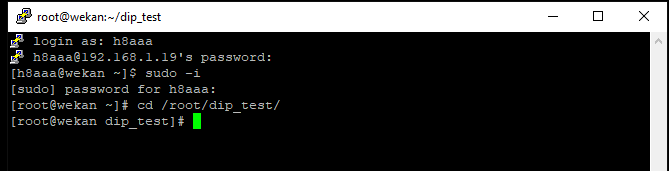 root@wekan:~/dip_test
login as: h8aaa
h8aaa@192.168.1.19's password:
[h8aaa@wekan ~]$ sudo -i
[sudo] password for h8aaa:
[root@wekan ~]# cd /root/dip_test/
[root@wekan dip_test]#